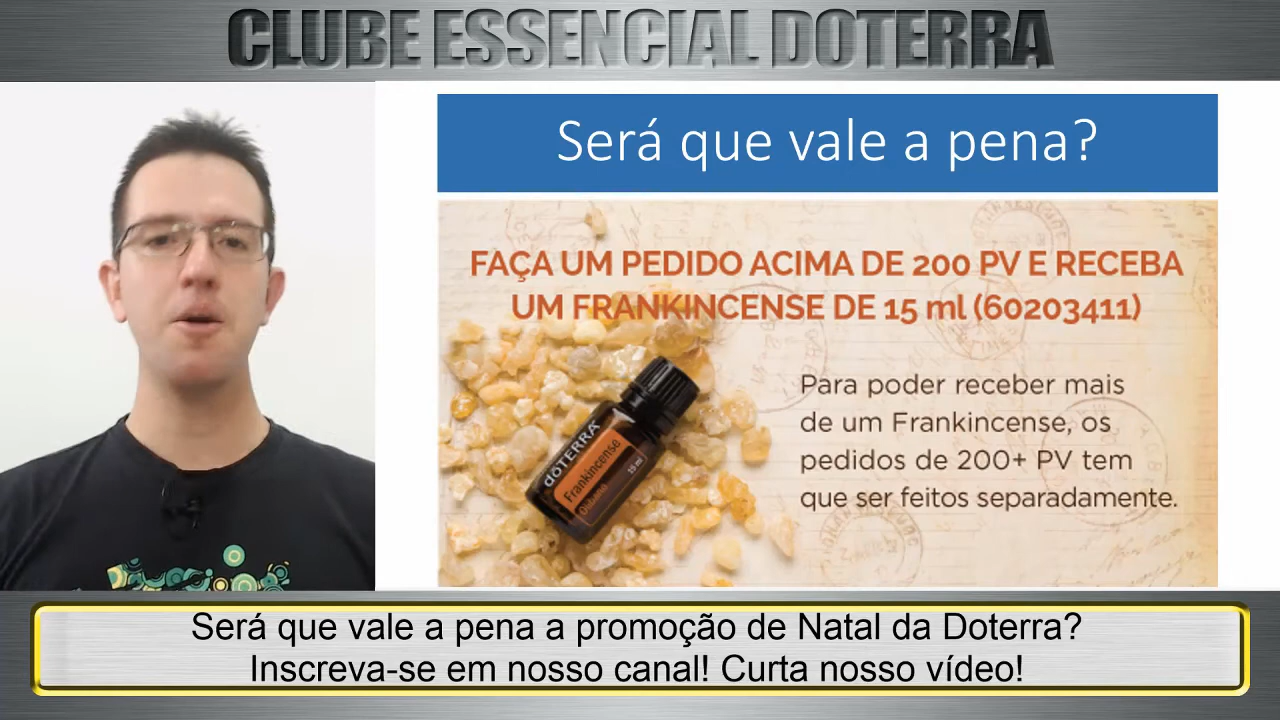 CLUBE ESSENCIAL DOTERRA
Será que vale a pena?
FAÇA UM PEDIDO ACIMA DE 200 PV E RECEBA
UM FRANKINCENSE DE 15 ml (60203411)
Para poder receber mais
de um Frankincense, os
pedidos de 200+ PV tem
que ser feitos separadamente.
dōTERRA
Frankincense
15 ml
Será que vale a pena a promoção de Natal da Doterra?
Inscreva-se em nosso canal! Curta nosso vídeo!